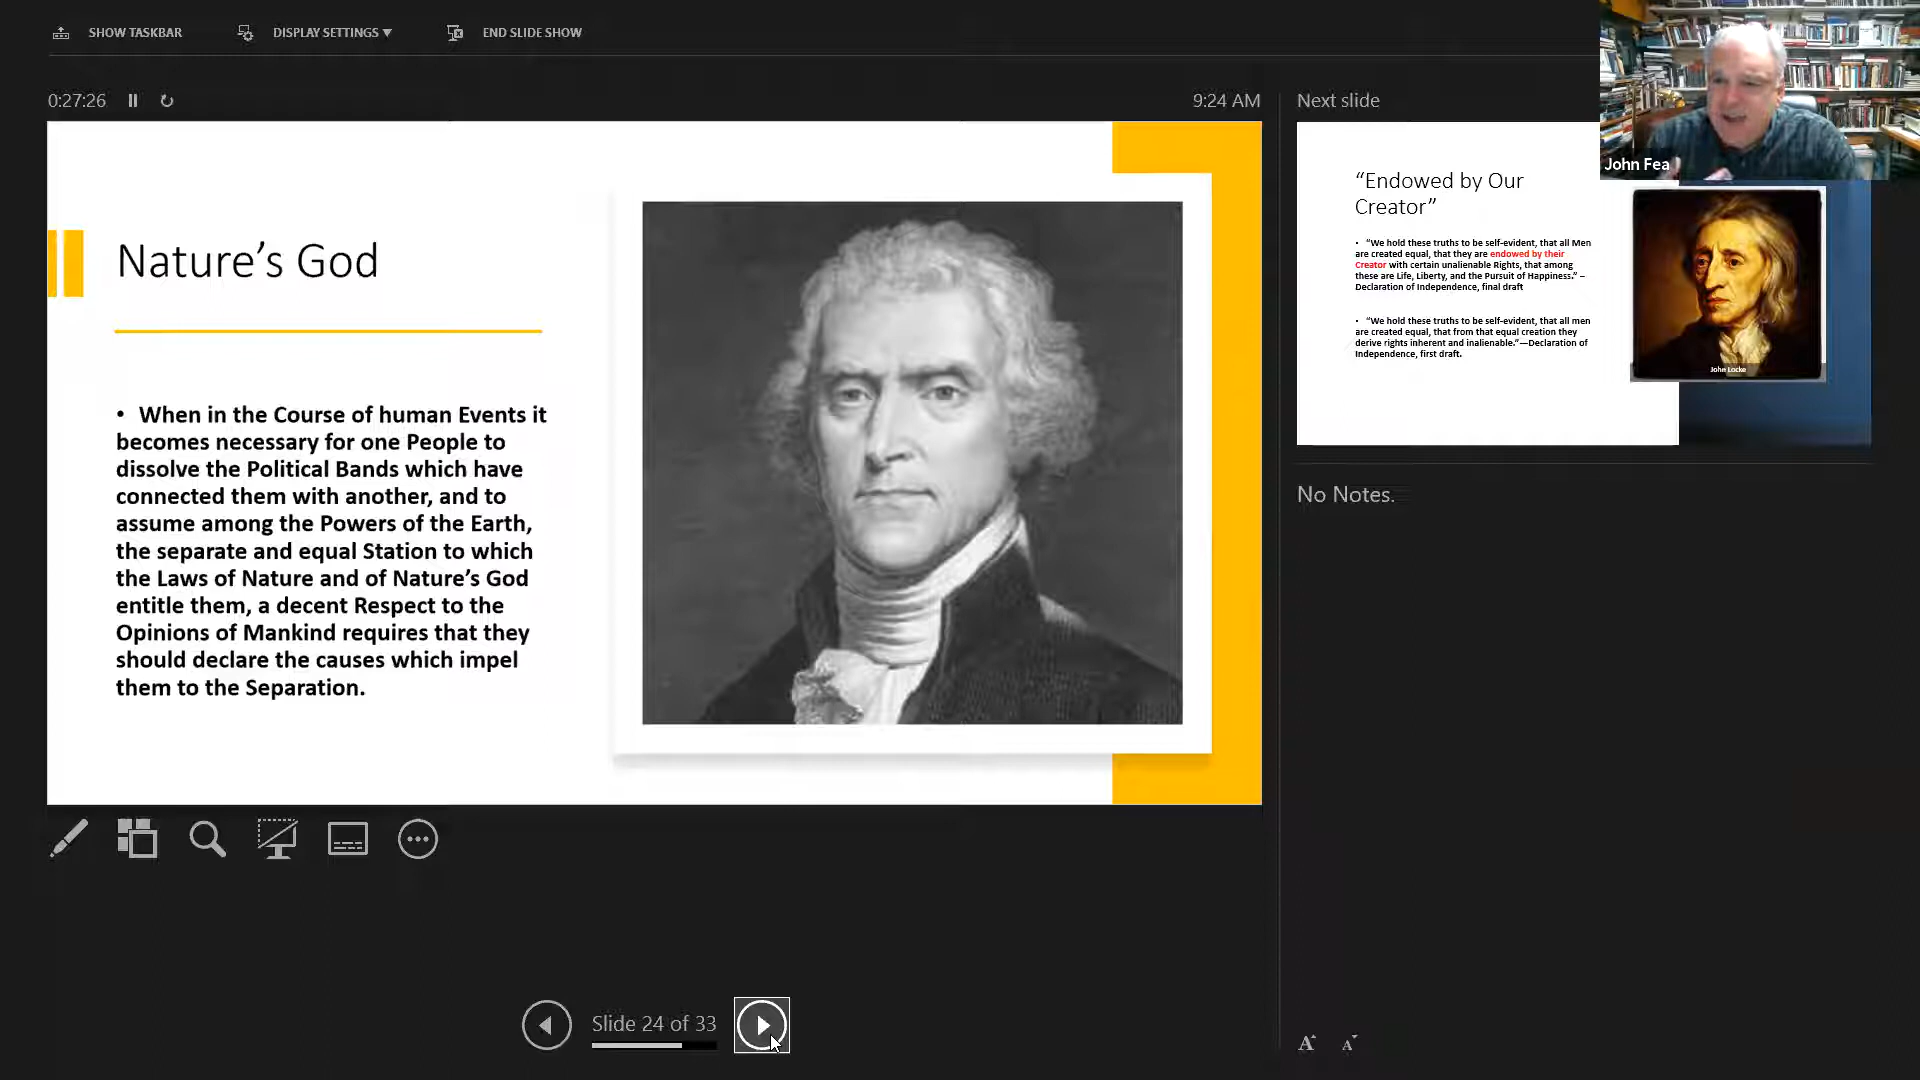 SHOW TASKBAR
DISPLAY SETTINGS ▼
END SLIDE SHOW
0:27:26
9:24 AM
Next slide
John Fea
Nature’s God
• When in the Course of human Events it
becomes necessary for one People to
dissolve the Political Bands which have
connected them with another, and to
assume among the Powers of the Earth,
the separate and equal Station to which
the Laws of Nature and of Nature’s God
entitle them, a decent Respect to the
Opinions of Mankind requires that they
should declare the causes which impel
them to the Separation.
“Endowed by Our
Creator”
• “We hold these truths to be self-evident, that all Men
are created equal, that they are endowed by their
Creator with certain unalienable Rights, that among
these are Life, Liberty, and the Pursuit of Happiness.” –
Declaration of Independence, final draft
• “We hold these truths to be self-evident, that all men
are created equal, that from that equal creation they
derive rights inherent and inalienable.”—Declaration of
Independence, first draft.
John Locke
No Notes.
Slide 24 of 33
A A